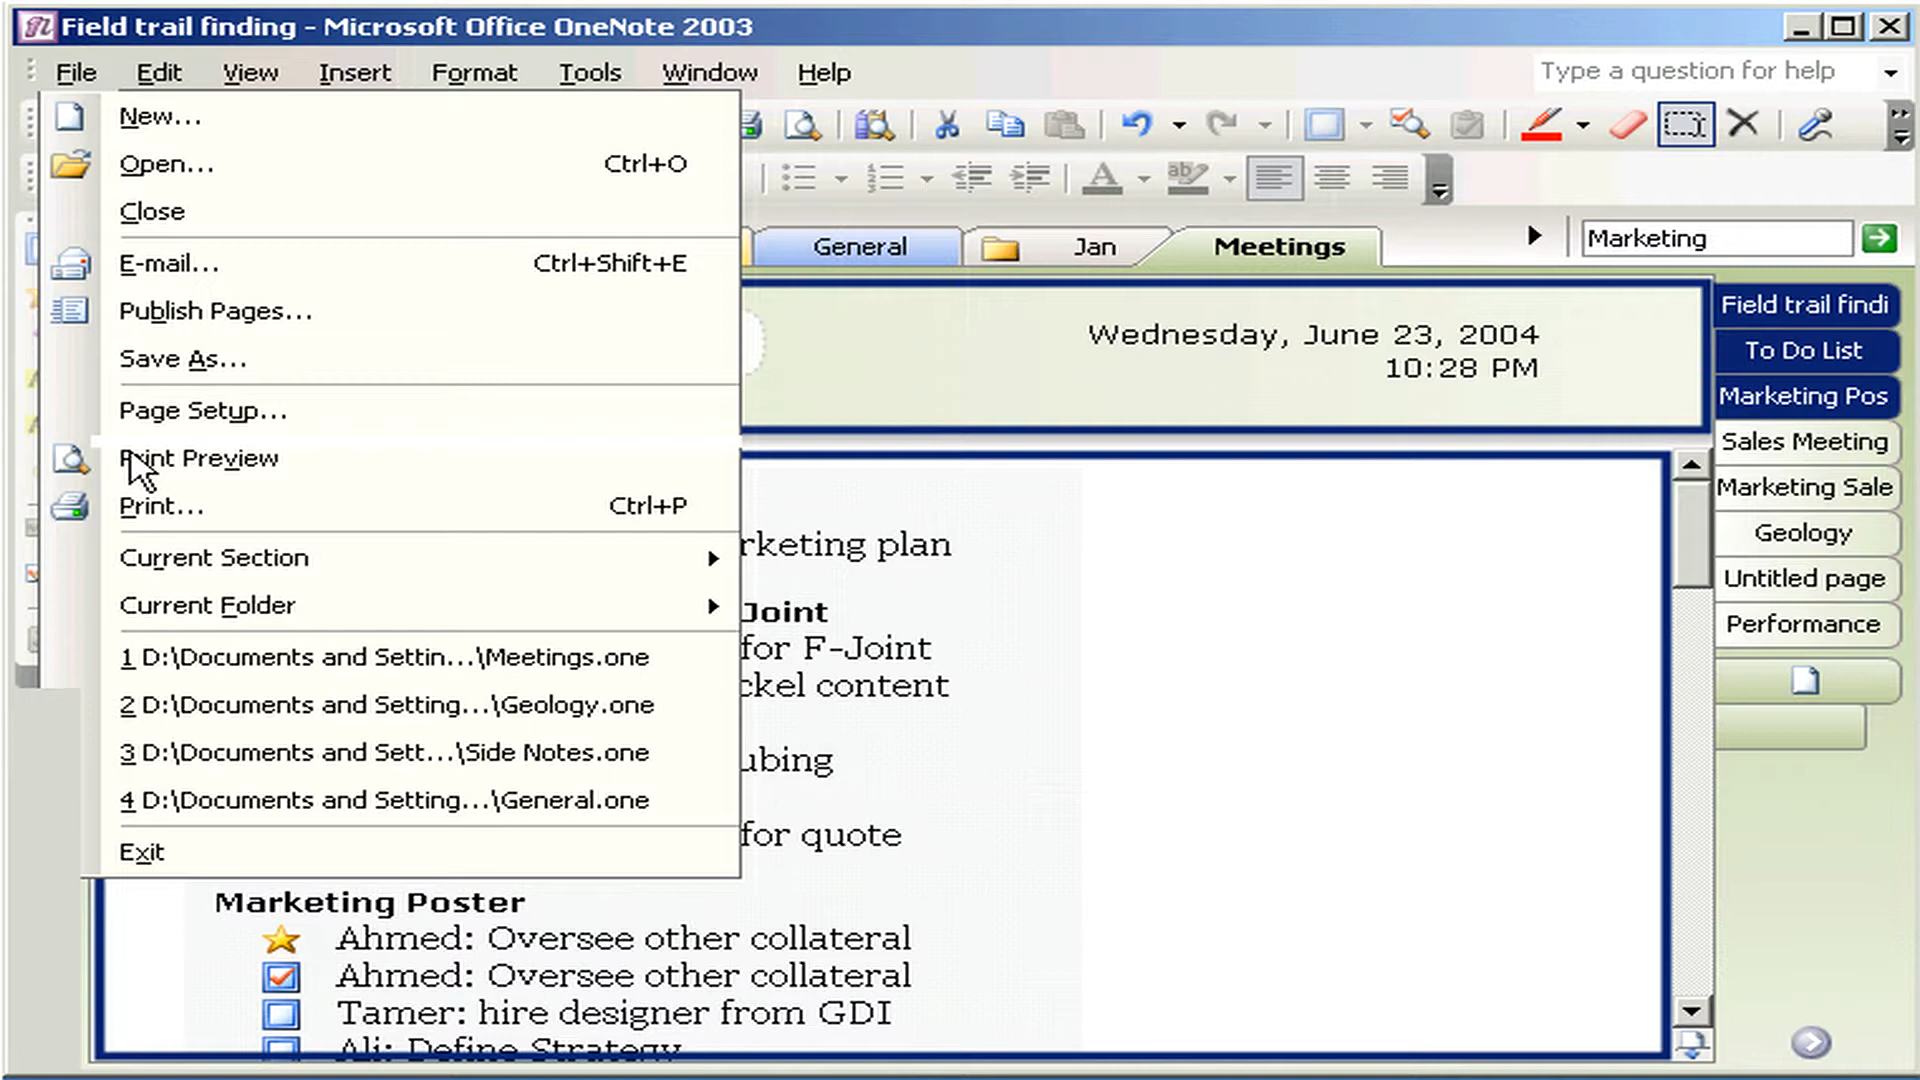 Field trail finding - Microsoft Office OneNote 2003
File Edit View Insert Format Tools Window Help
Type a question for help
New...
Open... Ctrl+O
Close
E-mail... Ctrl+Shift+E
Publish Pages...
Save As...
Page Setup...
Print Preview
Print... Ctrl+P
Current Section
Current Folder
1 D:\Documents and Settin...\Meetings.one
2 D:\Documents and Setting...\Geology.one
3 D:\Documents and Sett...\Side Notes.one
4 D:\Documents and Setting...\General.one
Exit
General
Jan
Meetings
Marketing
Wednesday, June 23, 2004
10:28 PM
rketing plan
Joint
for F-Joint
ckel content
ubing
for quote
Marketing Poster
Ahmed: Oversee other collateral
Ahmed: Oversee other collateral
Tamer: hire designer from GDI
Ali: Define Strategy
Field trail findi
To Do List
Marketing Pos
Sales Meeting
Marketing Sale
Geology
Untitled page
Performance